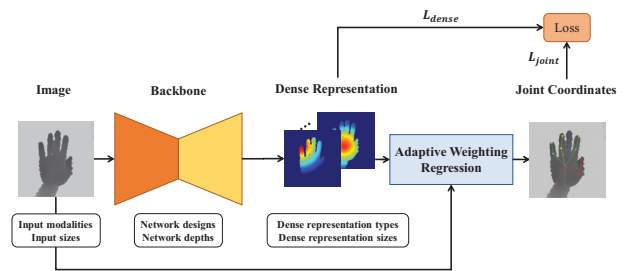 L_dense
Loss
L_joint
Image
Backbone
Dense Representation
Joint Coordinates
Adaptive Weighting
Regression
Input modalities
Input sizes
Network designs
Network depths
Dense representation types
Dense representation sizes